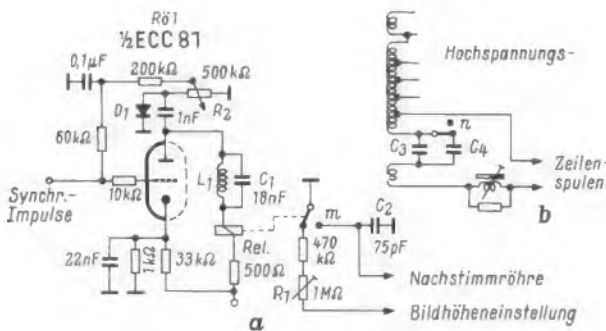 Rö1
½ECC 81
0,1µF
200kΩ
500kΩ
D1
1nF
R2
60kΩ
10kΩ
Synchr.-
Impulse
L1
C1
18nF
Rel.
22nF
1kΩ
33kΩ
500Ω
a
m
C2
75pF
470
kΩ
R1
1MΩ
Nachstimmröhre
Bildhöheneinstellung
Hochspannungs-
n
C3
C4
Zeilen-
spulen
b